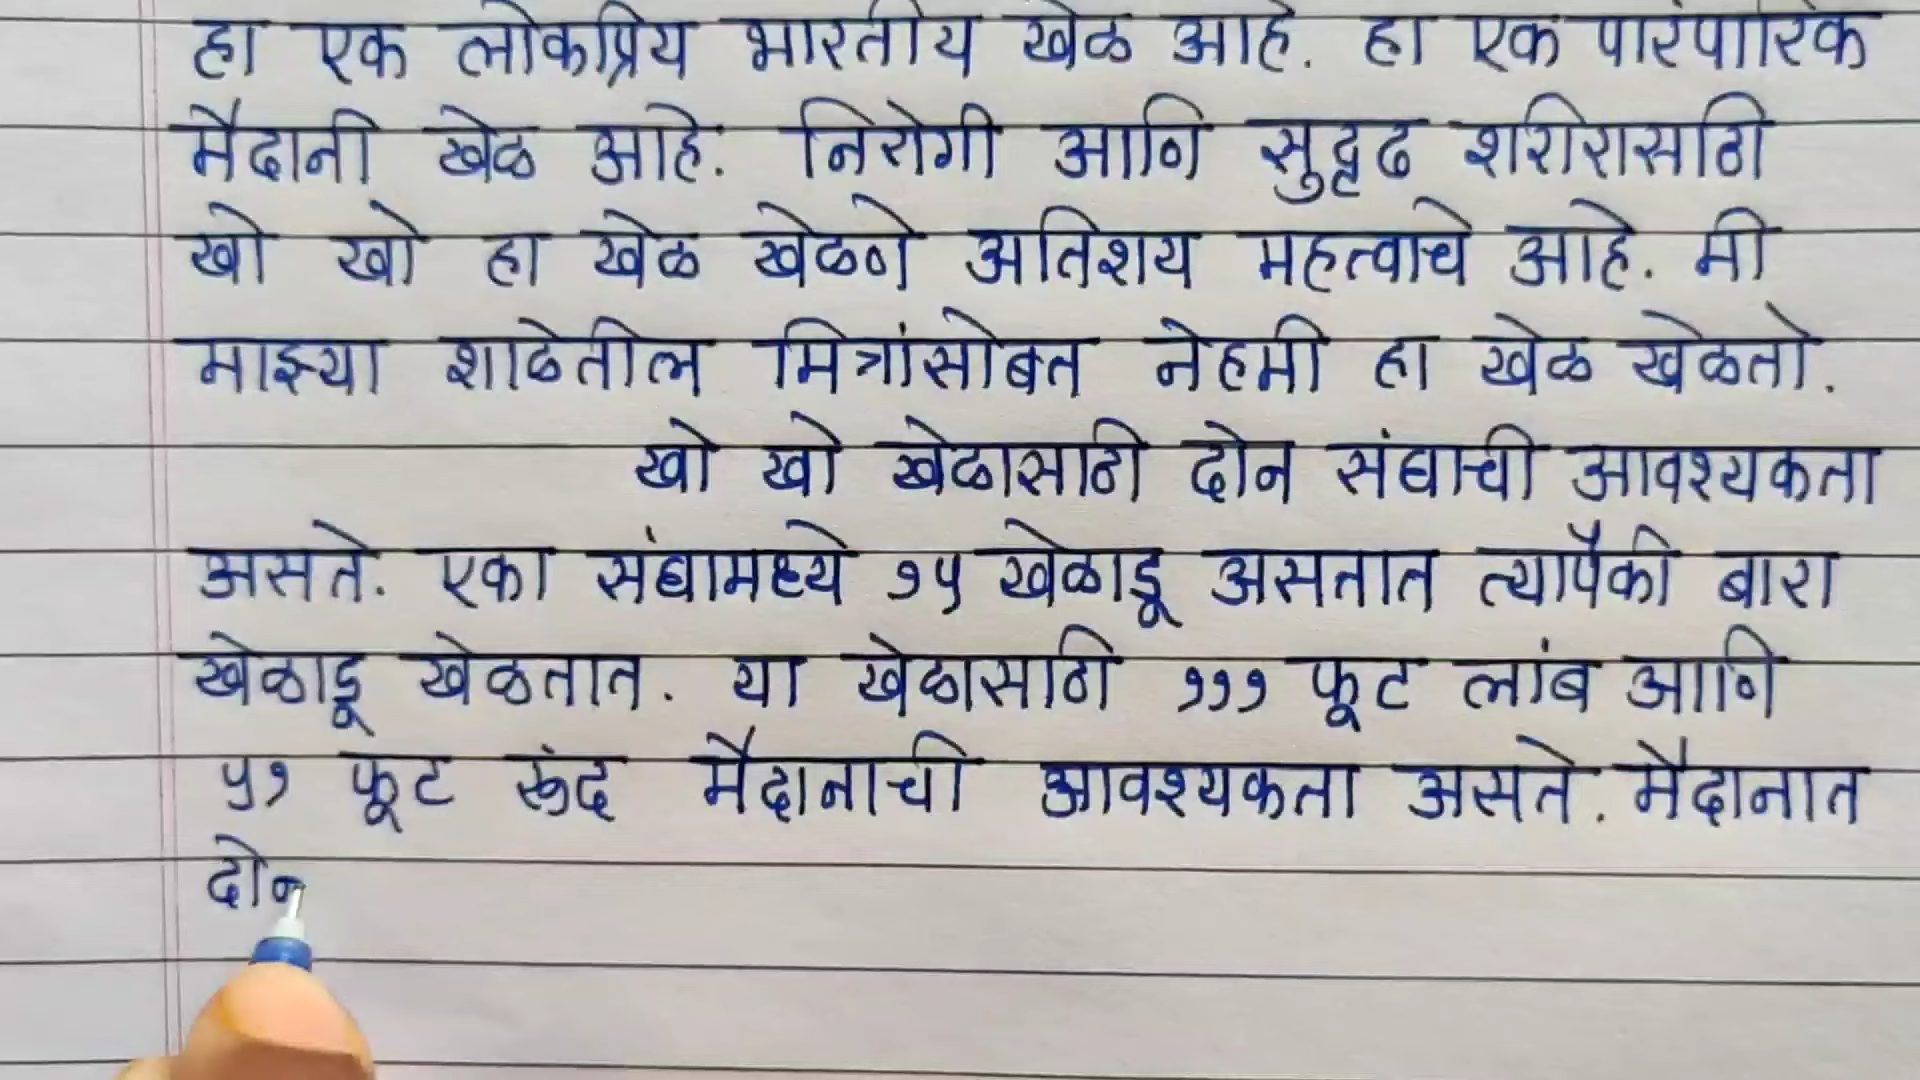 हा एक लोकप्रिय भारतीय खेळ आहे. हा एक पारंपारिक
मैदानी खेळ आहे. निरोगी आणि सुदृढ शरीरासाठी
खो खो हा खेळ खेळणे अतिशय महत्वाचे आहे. मी
माझ्या शाळेतील मित्रांसोबत नेहमी हा खेळ खेळतो.
खो खो खेळासाठी दोन संघाची आवश्यकता
असते. एका संघामध्ये १५ खेळाडू असतात त्यापैकी बारा
खेळाडू खेळतात. या खेळासाठी १११ फूट लांब आणि
५१ फूट रूंद मैदानाची आवश्यकता असते. मैदानात
दोन